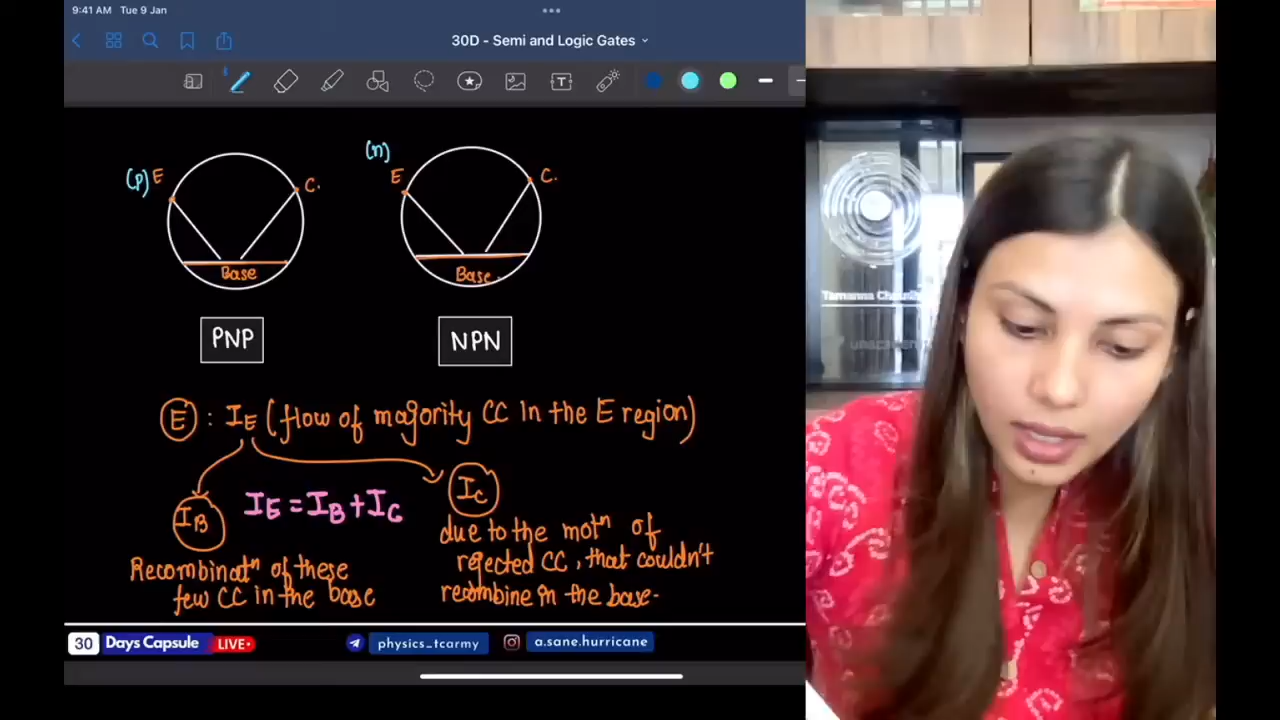 9:41 AM Tue 9 Jan
30D - Semi and Logic Gates
T
(p) E
C.
Base
(n)
E
C.
Base.
PNP
NPN
E : IE (flow of majority CC in the E region)
IB
IE = IB + IC
IC
Recombinatn of these
few CC in the base
due to the motn of
rejected CC, that couldn't
recombine in the base.
30 Days Capsule LIVE
physics_tcarmy
a.sane.hurricane